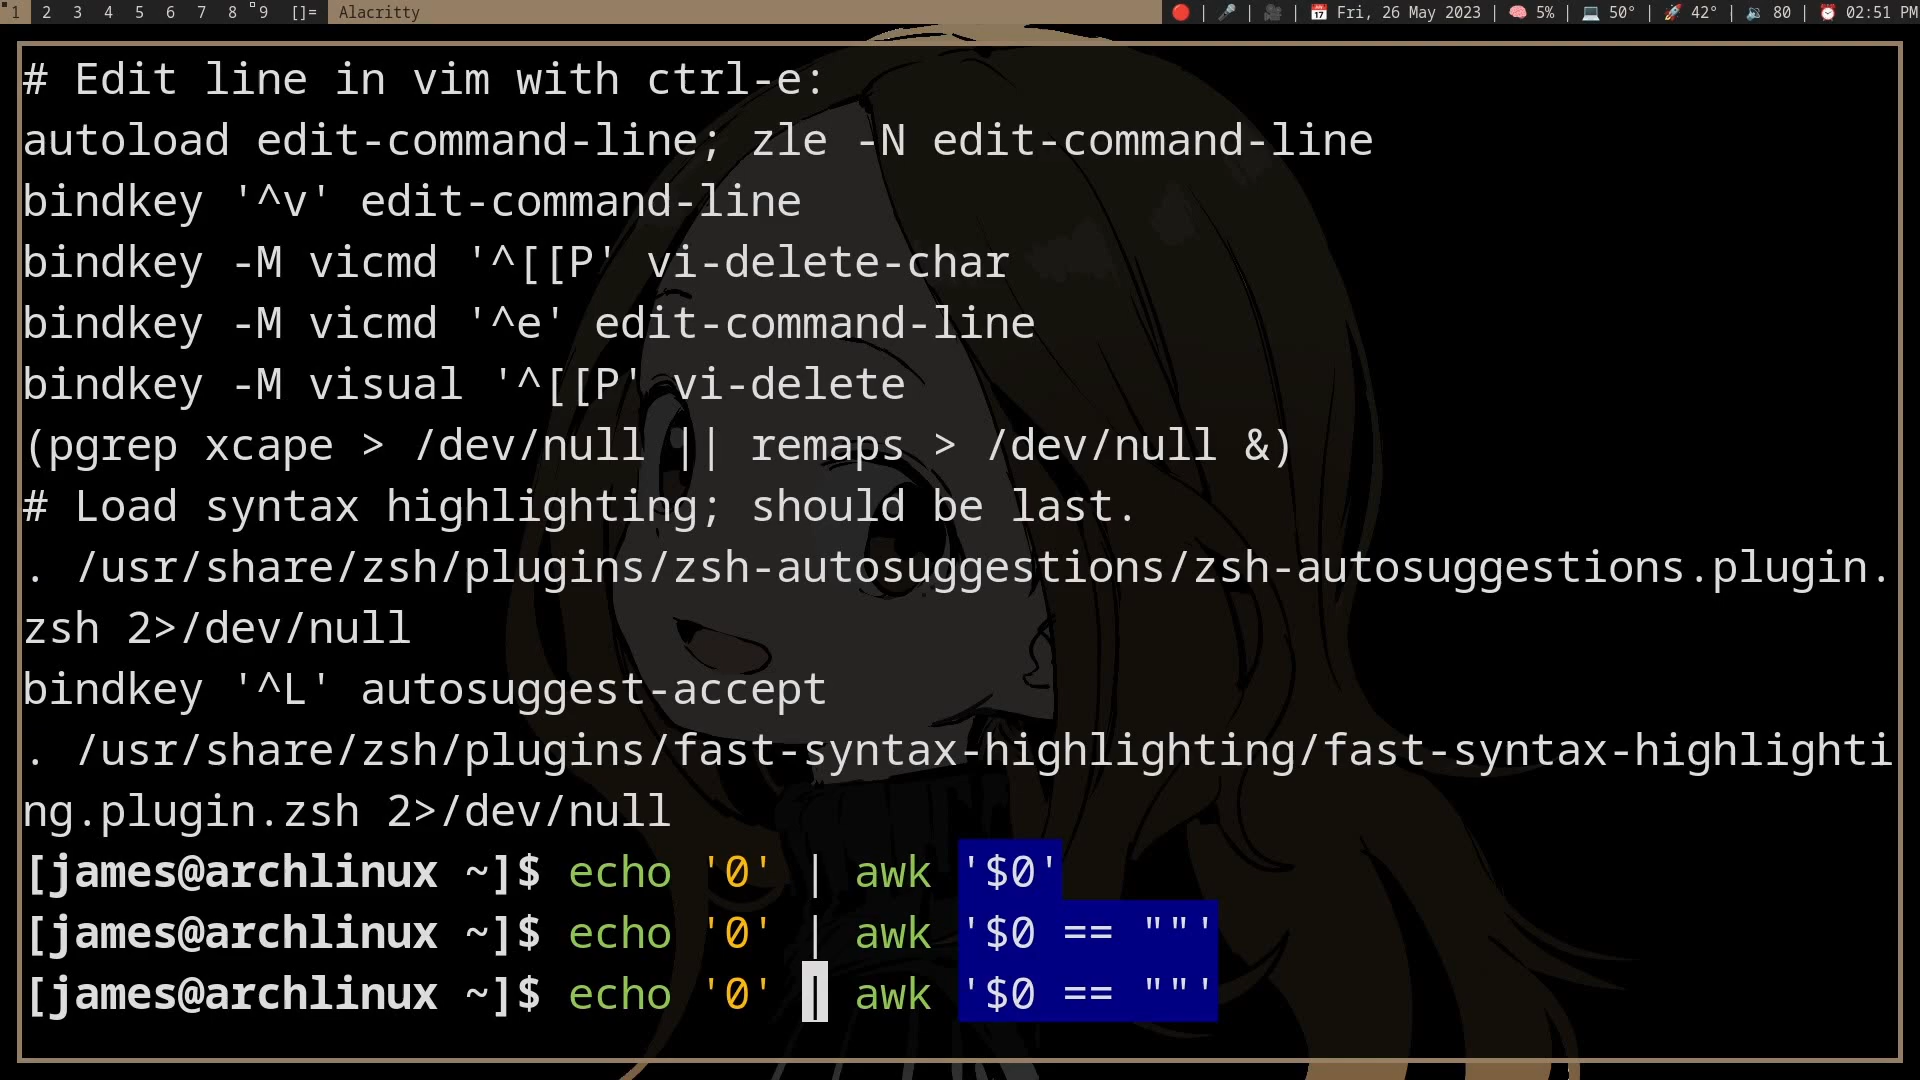 1 2 3 4 5 6 7 8 9 []= Alacritty | | | Fri, 26 May 2023 | 5% | 50° | 42° | 80 | 02:51 PM
# Edit line in vim with ctrl-e:
autoload edit-command-line; zle -N edit-command-line
bindkey '^v' edit-command-line
bindkey -M vicmd '^[[P' vi-delete-char
bindkey -M vicmd '^e' edit-command-line
bindkey -M visual '^[[P' vi-delete
(pgrep xcape > /dev/null || remaps > /dev/null &)
# Load syntax highlighting; should be last.
. /usr/share/zsh/plugins/zsh-autosuggestions/zsh-autosuggestions.plugin.
zsh 2>/dev/null
bindkey '^L' autosuggest-accept
. /usr/share/zsh/plugins/fast-syntax-highlighting/fast-syntax-highlighti
ng.plugin.zsh 2>/dev/null
[james@archlinux ~]$ echo '0' | awk '$0'
[james@archlinux ~]$ echo '0' | awk '$0 == ""'
[james@archlinux ~]$ echo '0' | awk '$0 == ""'